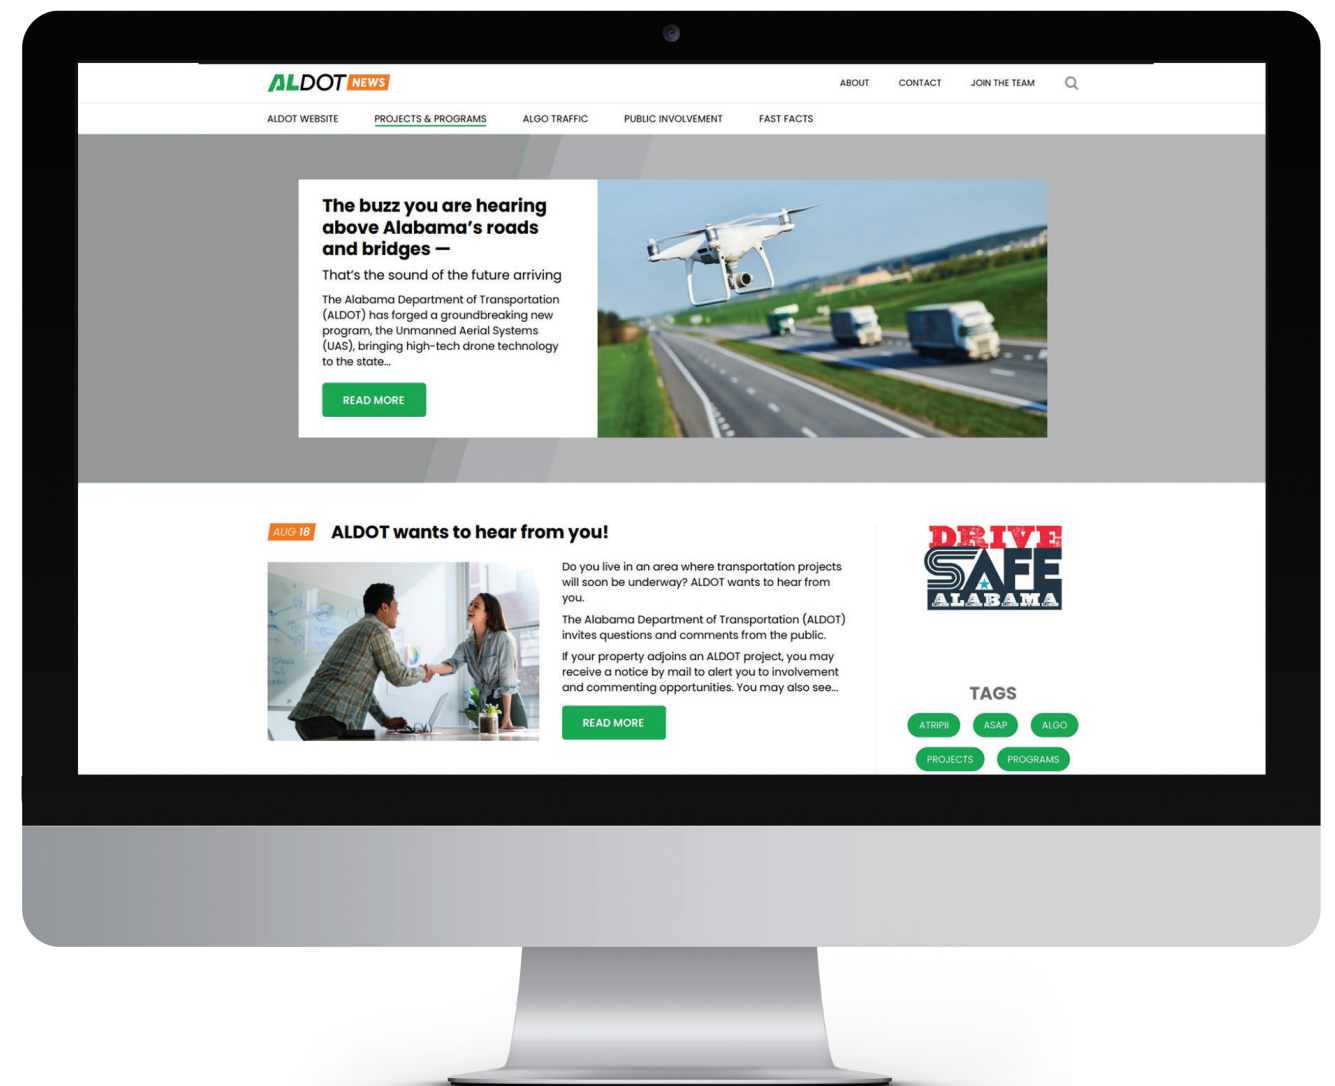 ALDOT NEWS
ABOUT CONTACT JOIN THE TEAM
ALDOT WEBSITE PROJECTS & PROGRAMS ALGO TRAFFIC PUBLIC INVOLVEMENT FAST FACTS
The buzz you are hearing
above Alabama’s roads
and bridges —
That’s the sound of the future arriving
The Alabama Department of Transportation
(ALDOT) has forged a groundbreaking new
program, the Unmanned Aerial Systems
(UAS), bringing high-tech drone technology
to the state...
READ MORE
AUG 18 ALDOT wants to hear from you!
Do you live in an area where transportation projects
will soon be underway? ALDOT wants to hear from
you.
The Alabama Department of Transportation (ALDOT)
invites questions and comments from the public.
If your property adjoins an ALDOT project, you may
receive a notice by mail to alert you to involvement
and commenting opportunities. You may also see...
READ MORE
DRIVE
SAFE
ALABAMA
TAGS
ATRIPII ASAP ALGO
PROJECTS PROGRAMS